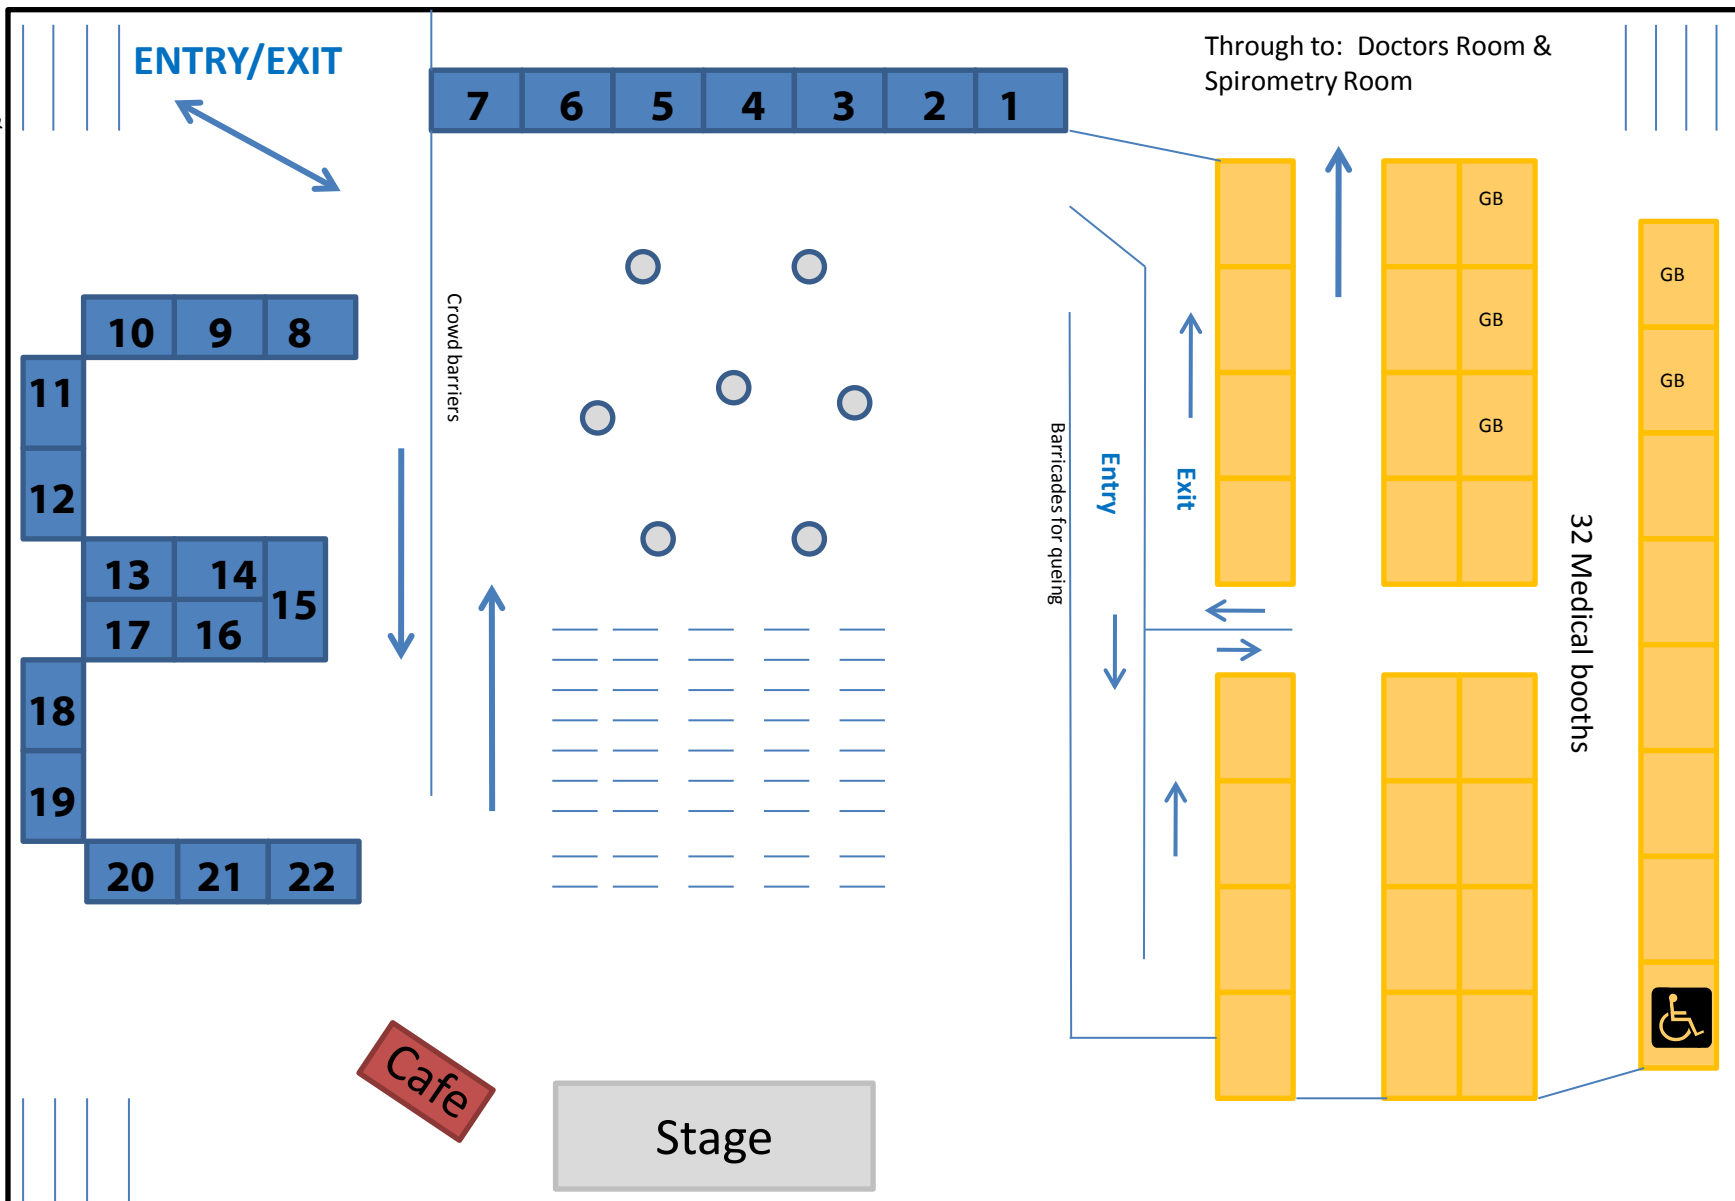 ENTRY/EXIT
Through to: Doctors Room &
Spirometry Room
7 6 5 4 3 2 1
GB
GB
GB
GB
GB
10 9 8
11
12
13 14
15
17 16
18
19
20 21 22
Crowd barriers
Barricades for queing
Entry
Exit
32 Medical booths
Cafe
Stage